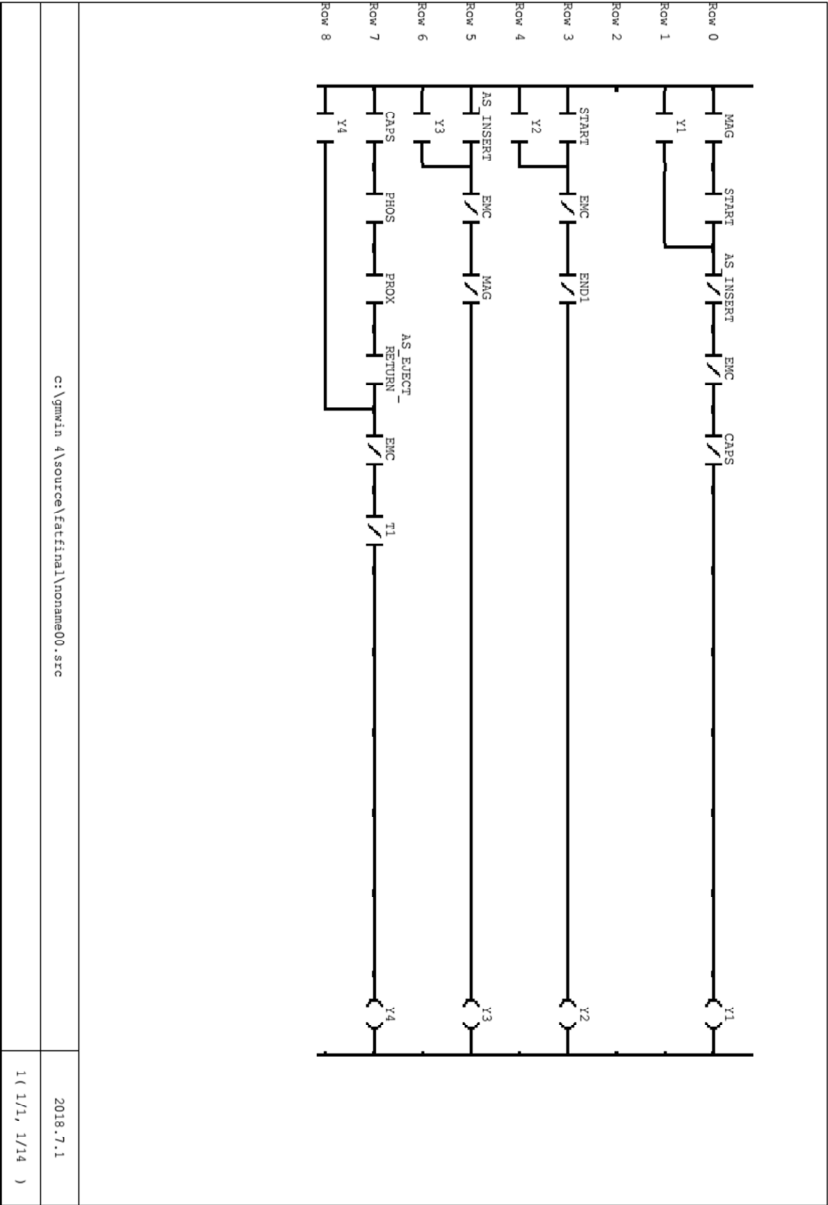 Row 0
MAG
START
AS_INSERT
EMC
CAPS
Y1
Row 1
Y1
Row 2
Row 3
START
EMC
END1
Y2
Row 4
Y2
Row 5
AS_INSERT
EMC
MAG
Y3
Row 6
Y3
Row 7
CAPS
PHOS
PROX
AS_EJECT_
RETURN
EMC
T1
Y4
Row 8
Y4
c:\gmwin 4\source\fatfinal\noname00.src
2018.7.1
1( 1/1, 1/14 )